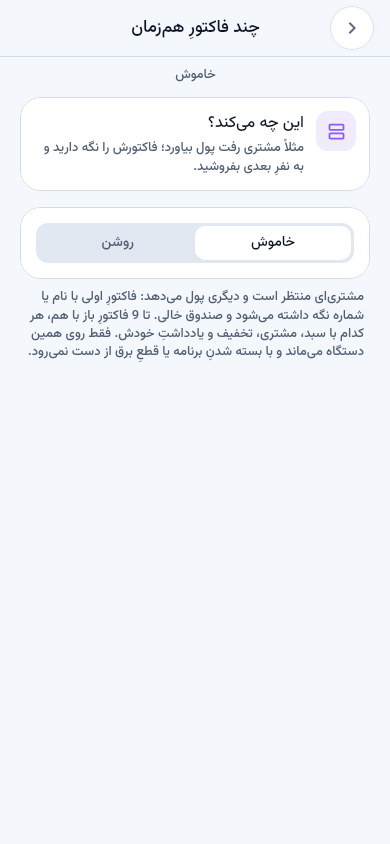 چند فاکتورِ هم‌زمان
خاموش
این چه می‌کند؟
مثلاً مشتری رفت پول بیاورد؛ فاکتورش را نگه دارید و
به نفرِ بعدی بفروشید.
خاموش
روشن
مشتری‌ای منتظر است و دیگری پول می‌دهد: فاکتورِ اولی با نام یا
شماره نگه داشته می‌شود و صندوق خالی. تا 9 فاکتورِ باز با هم، هر
کدام با سبد، مشتری، تخفیف و یادداشتِ خودش. فقط روی همین
دستگاه می‌ماند و با بسته شدنِ برنامه یا قطعِ برق از دست نمی‌رود.